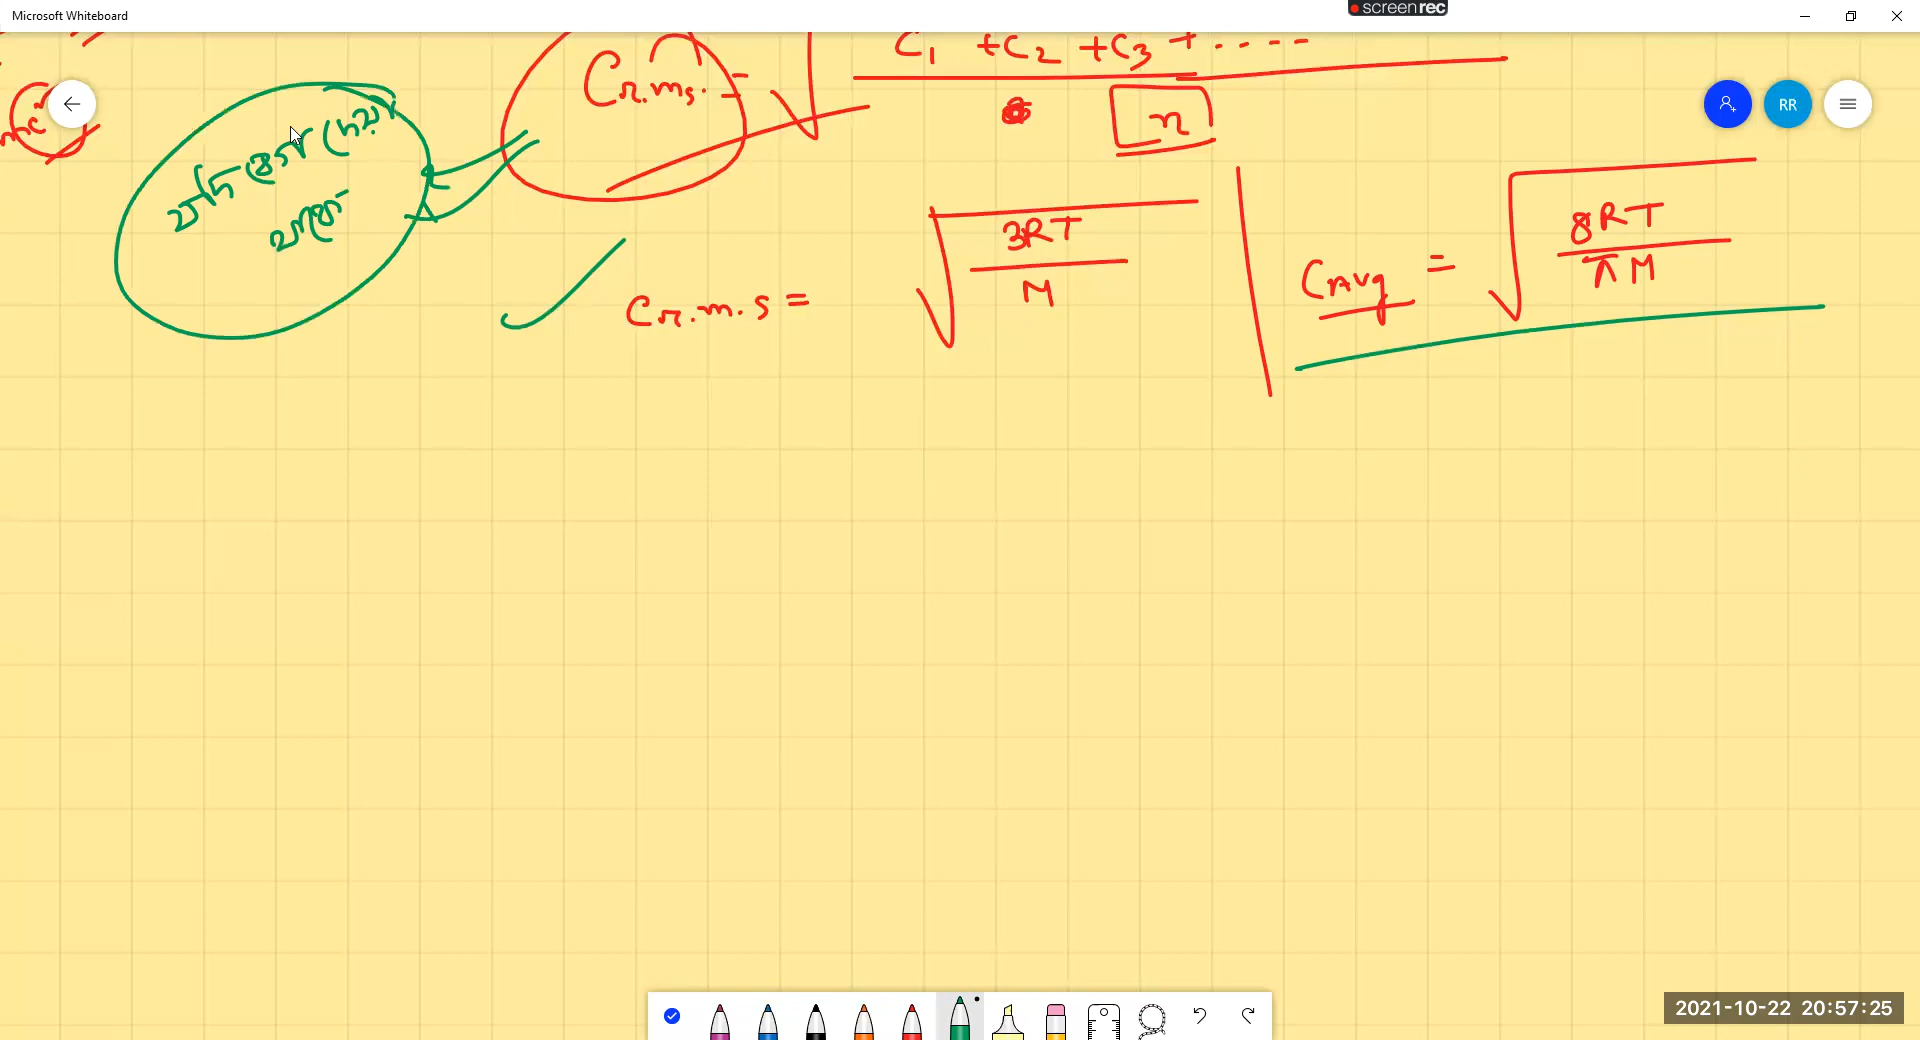 Microsoft Whiteboard
screenrec
C1 + C2 + C3 + ....
Cr.m.s. = √
n
RR
Cr.m.s = √ 3RT
M
CAvg = √ 8RT
πM
2021-10-22 20:57:25